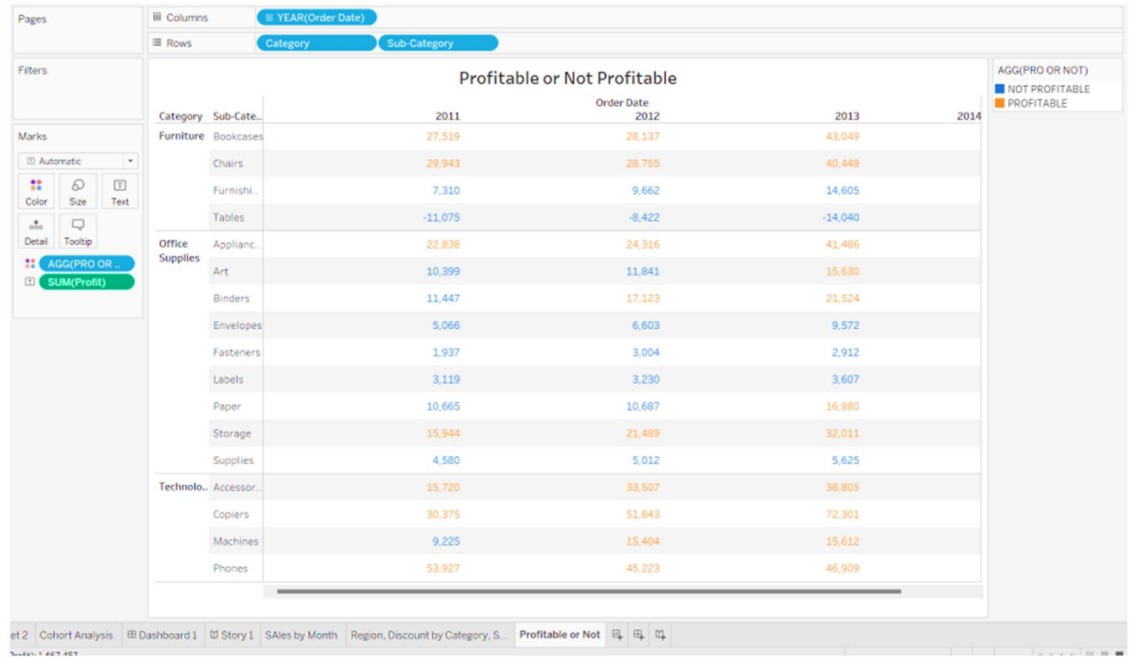 Pages
Columns
YEAR(Order Date)
Rows
Category Sub-Category
Filters
Marks
Automatic
Color Size Text
Detail Tooltip
AGG(PRO OR ..
SUM(Profit)
Profitable or Not Profitable
Order Date
Category Sub-Cate.. 2011 2012 2013 2014
Furniture Bookcases 27,519 28,137 43,049
Chairs 29,943 28,755 40,449
Furnishi.. 7,310 9,662 14,605
Tables -11,075 -8,422 -14,040
Office Supplies Applianc.. 22,838 24,316 41,486
Art 10,399 11,841 15,630
Binders 11,447 17,123 21,524
Envelopes 5,066 6,603 9,572
Fasteners 1,937 3,004 2,912
Labels 3,119 3,230 3,607
Paper 10,665 10,687 16,880
Storage 15,944 21,489 32,011
Supplies 4,580 5,012 5,625
Technolo.. Accessor.. 15,720 33,507 38,805
Copiers 30,375 51,843 72,301
Machines 9,225 15,404 15,612
Phones 53,927 45,223 46,909
AGG(PRO OR NOT)
NOT PROFITABLE
PROFITABLE
et 2 Cohort Analysis Dashboard 1 Story 1 SAles by Month Region, Discount by Category, S... Profitable or Not